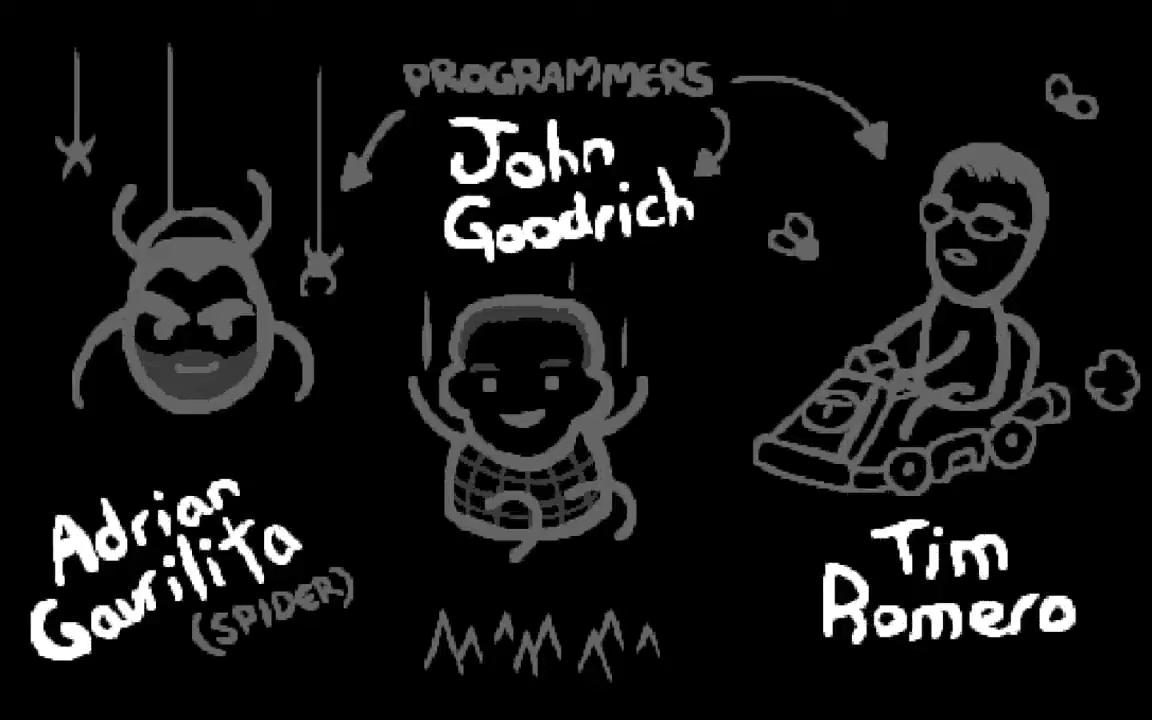 PROGRAMMERS
John
Goodrich
Adrian
Gavrilita
(SPIDER)
Tim
Romero